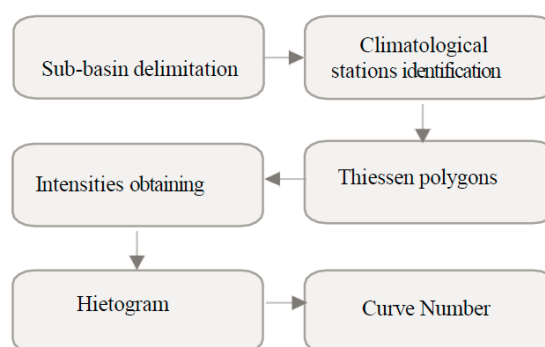 Sub-basin delimitation
Climatological
stations identification
Thiessen polygons
Intensities obtaining
Hietogram
Curve Number